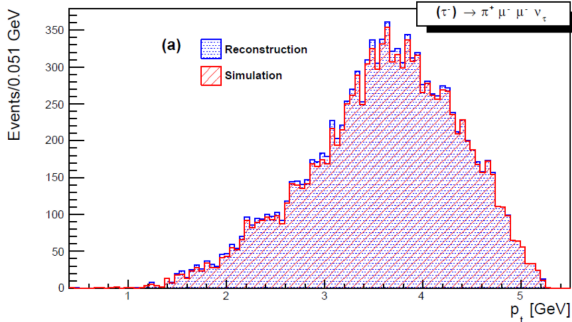 (τ⁻) → π⁺ μ⁻ μ⁻ ν_τ
(a)
Reconstruction
Simulation
Events/0.051 GeV
350
300
250
200
150
100
50
0
1 2 3 4 5
p_t [GeV]